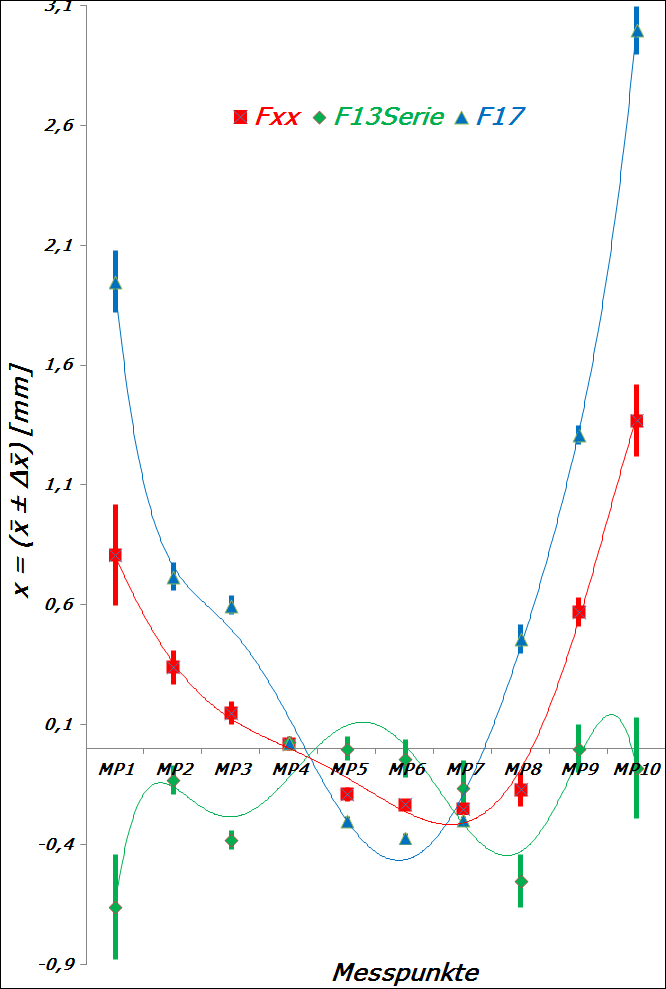 3,1
Fxx F13Serie F17
2,6
2,1
1,6
x = (x̄ ± Δx̄) [mm]
1,1
0,6
0,1
MP1 MP2 MP3 MP4 MP5 MP6 MP7 MP8 MP9 MP10
-0,4
-0,9
Messpunkte